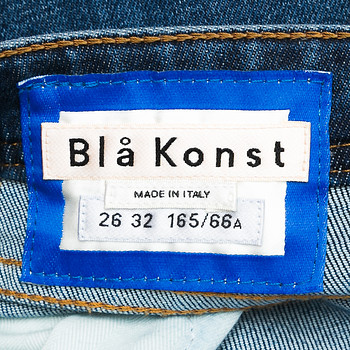 Blå Konst
MADE IN ITALY
26 32 165/66A